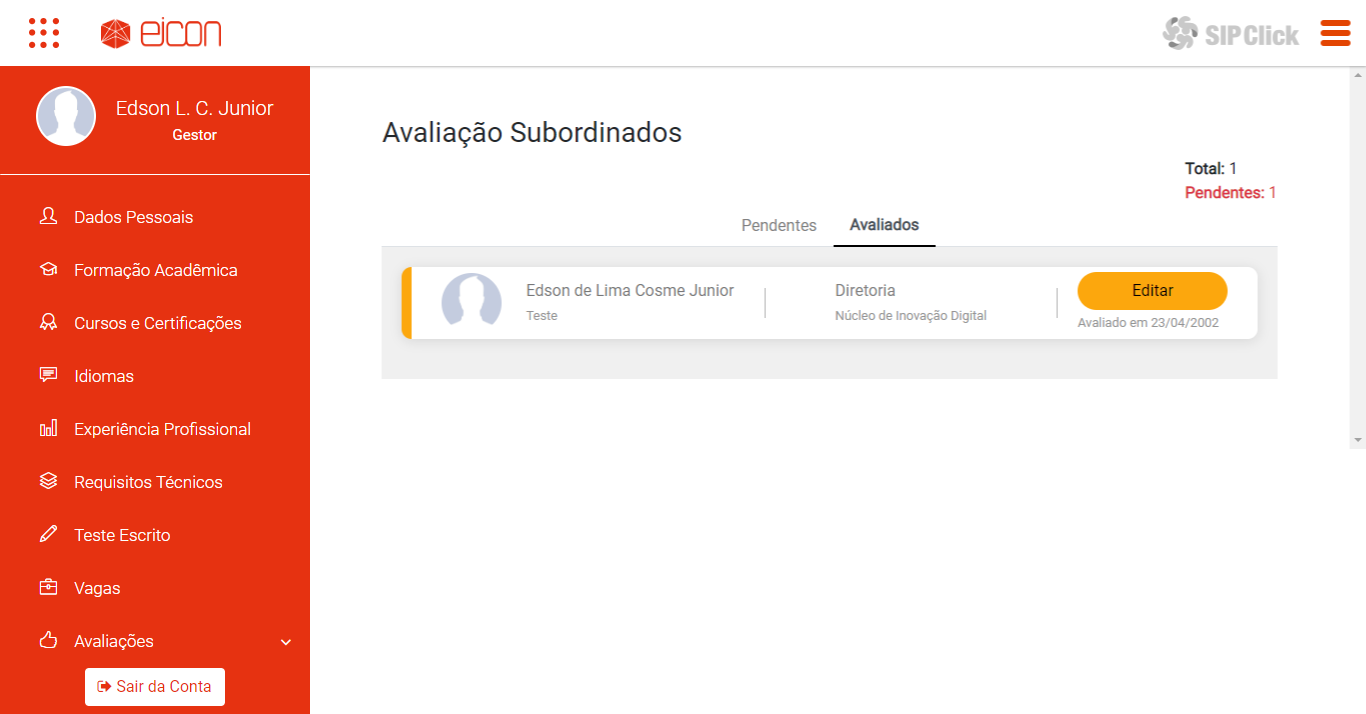 eicon
SIPClick
Edson L. C. Junior
Gestor
Dados Pessoais
Formação Acadêmica
Cursos e Certificações
Idiomas
Experiência Profissional
Requisitos Técnicos
Teste Escrito
Vagas
Avaliações
Sair da Conta
Avaliação Subordinados
Total: 1
Pendentes: 1
Pendentes Avaliados
Edson de Lima Cosme Junior
Teste
Diretoria
Núcleo de Inovação Digital
Editar
Avaliado em 23/04/2002